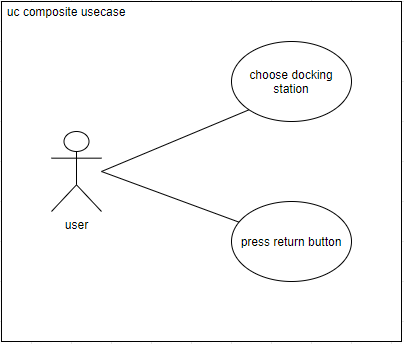 uc composite usecase
choose docking
station
user
press return button